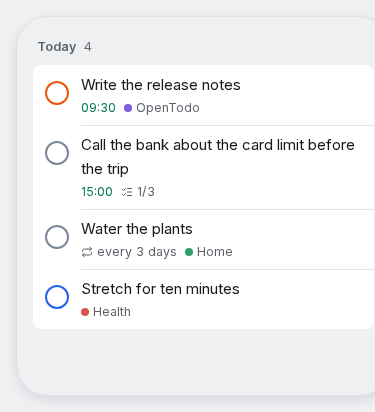 Today 4
Write the release notes
09:30 OpenTodo
Call the bank about the card limit before
the trip
15:00 1/3
Water the plants
every 3 days Home
Stretch for ten minutes
Health